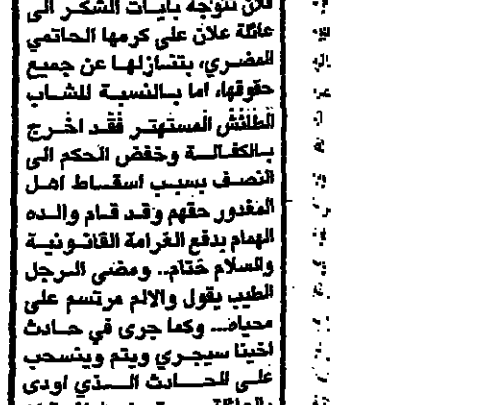 فلان نتوجه بآيات الشكر الى
عائلة علان على كرمها الحاتمي
المضري، بتنازلها عن جميع
حقوقها، اما بالنسبة للشاب
الطائش المستهتر فقد اخرج
بالكفالة وخفض الحكم الى
النصف بسبب اسقاط اهل
المغدور حقهم وقد قام والده
الهمام بدفع الغرامة القانونية
والسلام ختام.. ومضى الرجل
الطيب يقول والالم مرتسم على
محياه... وكما جرى في حادث
اخينا سيجري ويتم وينسحب
على الحادث الذي اودى